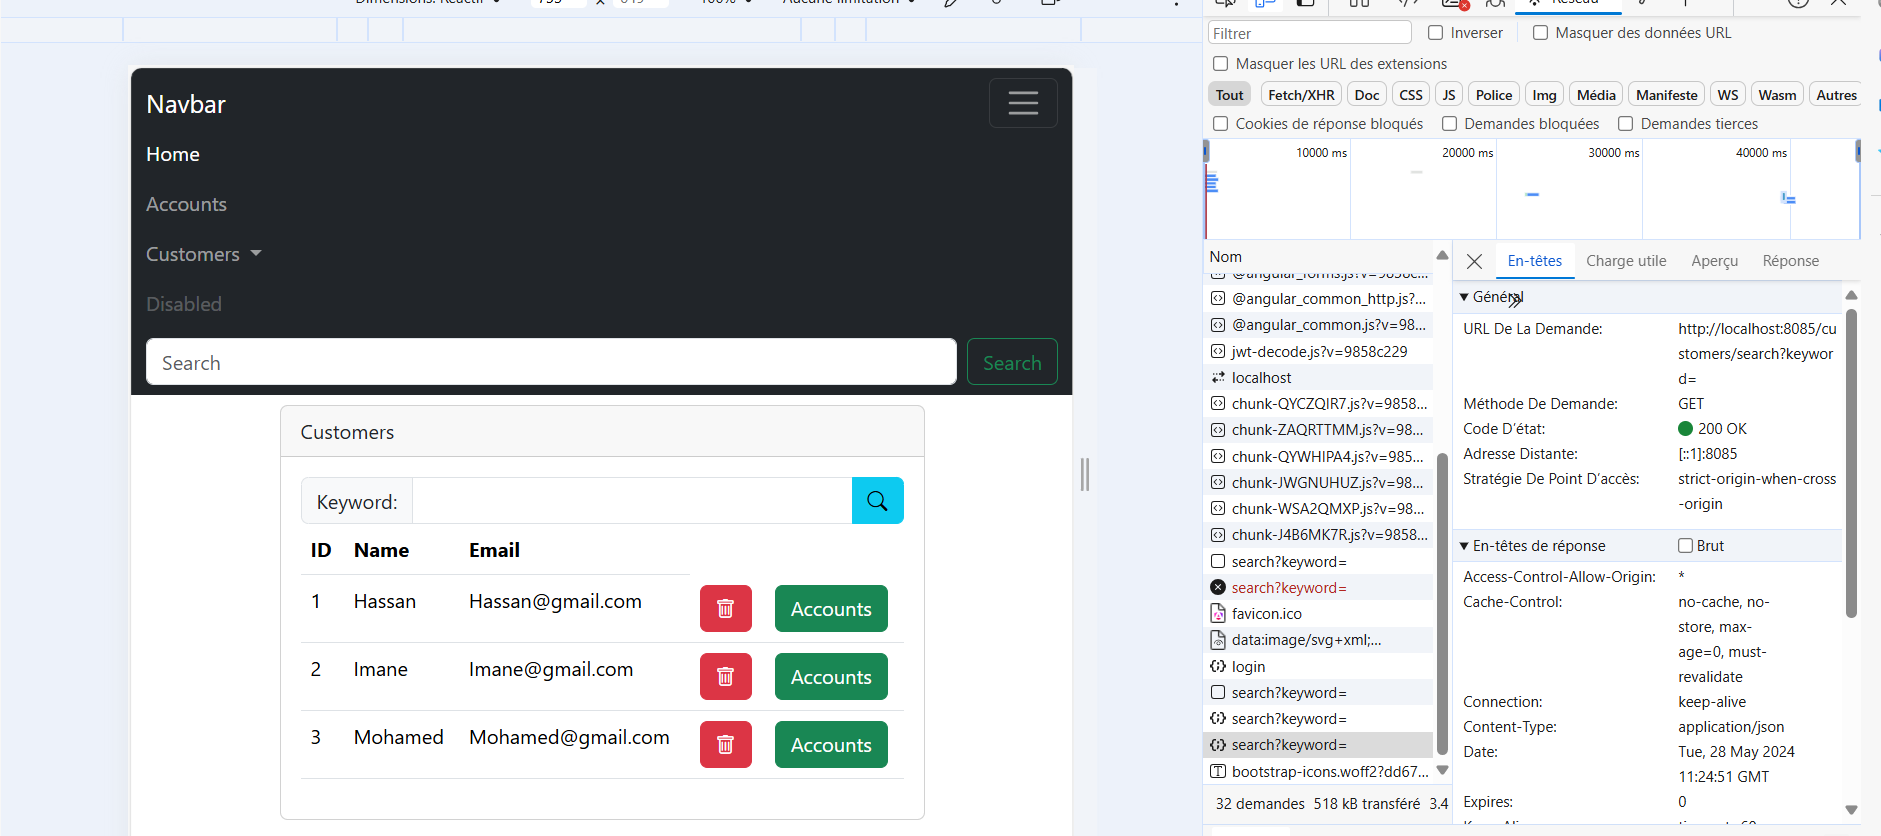 Navbar
Home
Accounts
Customers
Disabled
Search
Search
Customers
Keyword:
ID Name Email
1 Hassan Hassan@gmail.com Accounts
2 Imane Imane@gmail.com Accounts
3 Mohamed Mohamed@gmail.com Accounts
Filtrer
Inverser
Masquer des données URL
Masquer les URL des extensions
Tout Fetch/XHR Doc CSS JS Police Img Média Manifeste WS Wasm Autres
Cookies de réponse bloqués Demandes bloquées Demandes tierces
10000 ms 20000 ms 30000 ms 40000 ms
Nom
@angular_common_http.js?...
@angular_common.js?v=98...
jwt-decode.js?v=9858c229
localhost
chunk-QYCZQIR7.js?v=9858...
chunk-ZAQRTTMM.js?v=98...
chunk-QYWHIPA4.js?v=985...
chunk-JWGNUHUZ.js?v=98...
chunk-WSA2QMXP.js?v=98...
chunk-J4B6MK7R.js?v=9858...
search?keyword=
search?keyword=
favicon.ico
data:image/svg+xml;...
login
search?keyword=
search?keyword=
search?keyword=
bootstrap-icons.woff2?dd67...
32 demandes 518 kB transféré 3.4
En-têtes Charge utile Aperçu Réponse
Général
URL De La Demande: http://localhost:8085/cu
stomers/search?keywor
d=
Méthode De Demande: GET
Code D'état: 200 OK
Adresse Distante: [::1]:8085
Stratégie De Point D'accès: strict-origin-when-cross
-origin
En-têtes de réponse Brut
Access-Control-Allow-Origin: *
Cache-Control: no-cache, no-
store, max-
age=0, must-
revalidate
Connection: keep-alive
Content-Type: application/json
Date: Tue, 28 May 2024
11:24:51 GMT
Expires: 0